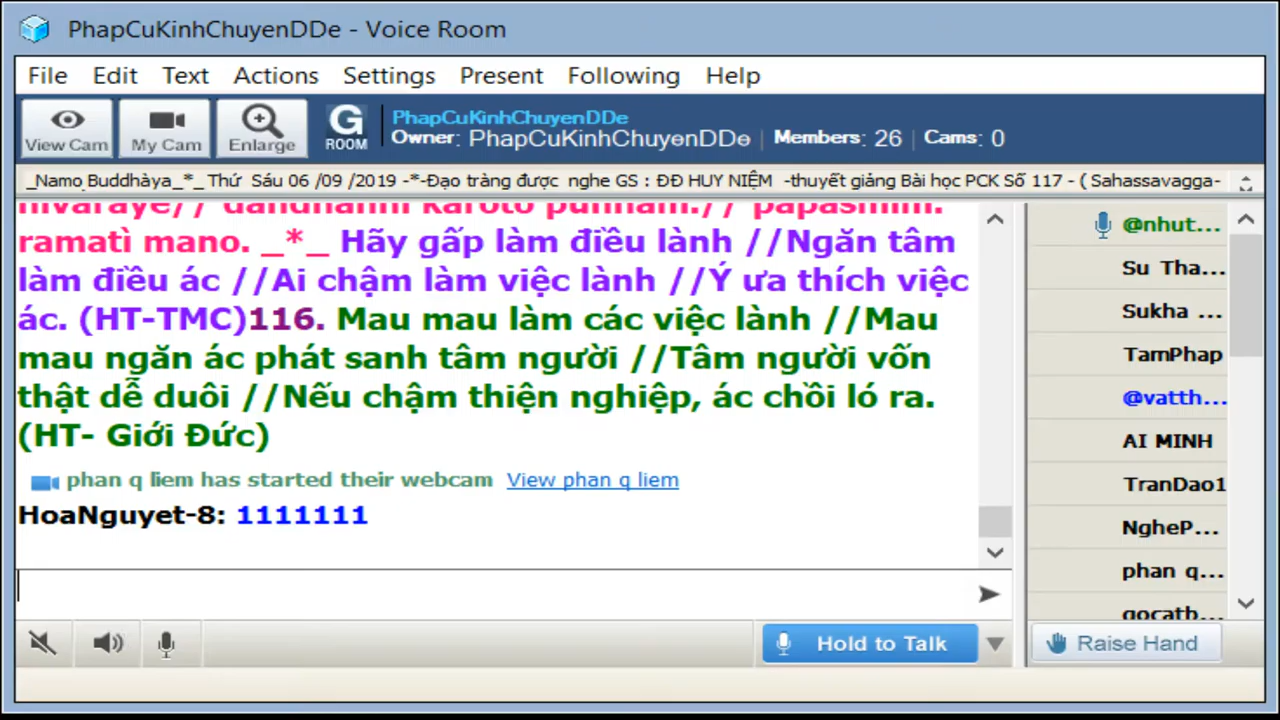 PhapCuKinhChuyenDDe - Voice Room
File Edit Text Actions Settings Present Following Help
View Cam My Cam Enlarge G ROOM
PhapCuKinhChuyenDDe
Owner: PhapCuKinhChuyenDDe | Members: 26 | Cams: 0
_Namo Buddhàya_*_ Thứ Sáu 06 /09 /2019 -*-Đạo tràng được nghe GS : ĐĐ HUY NIỆM -thuyết giảng Bài học PCK Số 117 - ( Sahassavagga-
ramatì mano. _*_ Hãy gấp làm điều lành //Ngăn tâm
làm điều ác //Ai chậm làm việc lành //Ý ưa thích việc
ác. (HT-TMC)116. Mau mau làm các việc lành //Mau
mau ngăn ác phát sanh tâm người //Tâm người vốn
thật dễ duôi //Nếu chậm thiện nghiệp, ác chồi ló ra.
(HT- Giới Đức)
phan q liem has started their webcam View phan q liem
HoaNguyet-8: 1111111
@nhut...
Su Tha...
Sukha ...
TamPhap
@vatth...
AI MINH
TranDao1
NgheP...
phan q...
Hold to Talk
Raise Hand